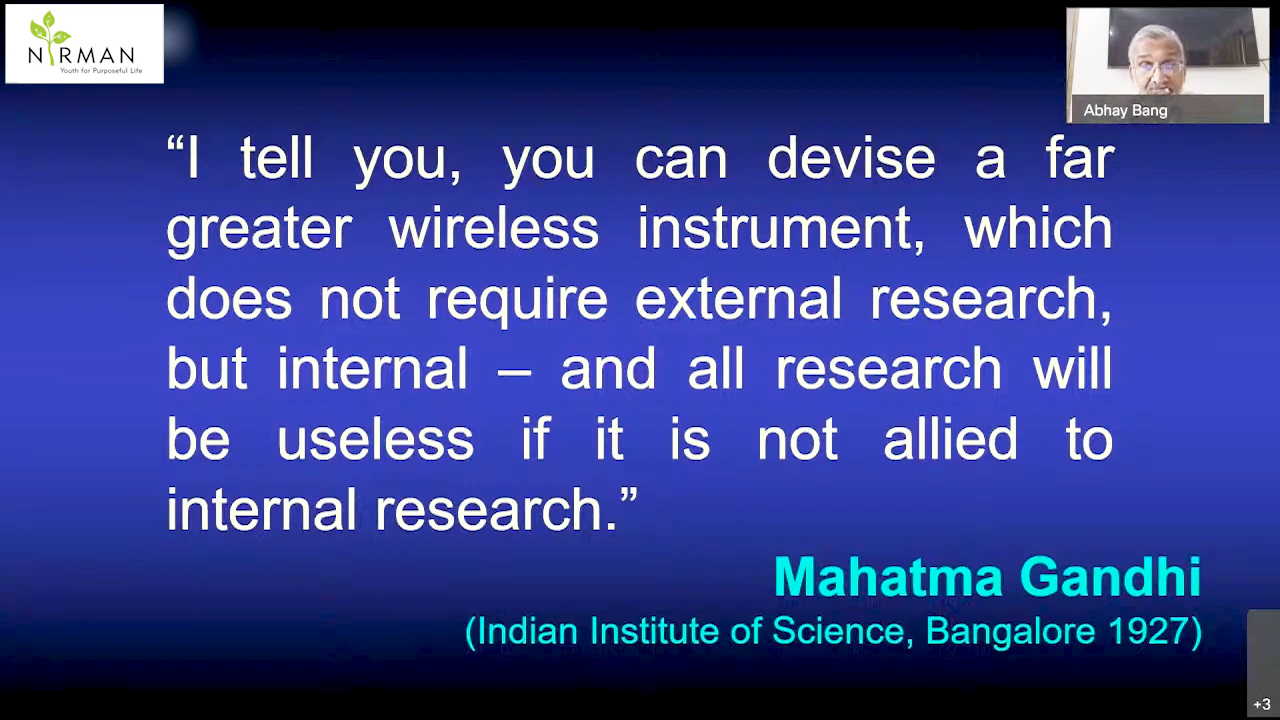 NIRMAN
Youth for Purposeful Life
Abhay Bang
“I tell you, you can devise a far
greater wireless instrument, which
does not require external research,
but internal – and all research will
be useless if it is not allied to
internal research.”
Mahatma Gandhi
(Indian Institute of Science, Bangalore 1927)
+3